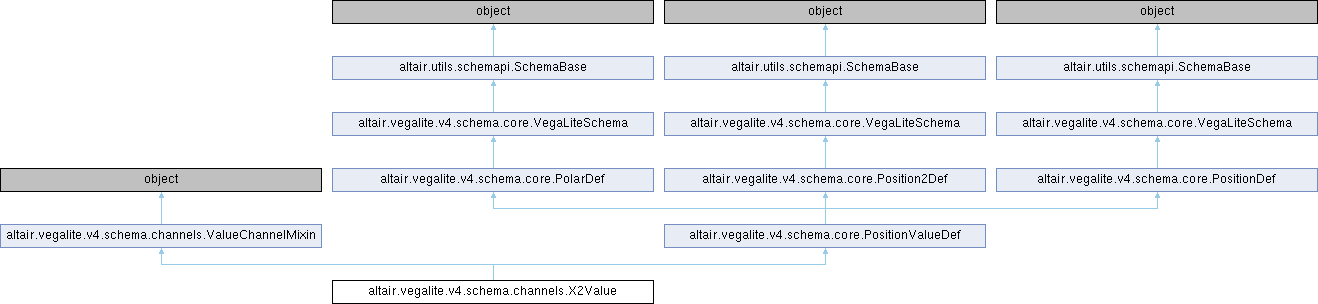 object
object
object
altair.utils.schemapi.SchemaBase
altair.utils.schemapi.SchemaBase
altair.utils.schemapi.SchemaBase
altair.vegalite.v4.schema.core.VegaLiteSchema
altair.vegalite.v4.schema.core.VegaLiteSchema
altair.vegalite.v4.schema.core.VegaLiteSchema
object
altair.vegalite.v4.schema.core.PolarDef
altair.vegalite.v4.schema.core.Position2Def
altair.vegalite.v4.schema.core.PositionDef
altair.vegalite.v4.schema.channels.ValueChannelMixin
altair.vegalite.v4.schema.core.PositionValueDef
altair.vegalite.v4.schema.channels.X2Value